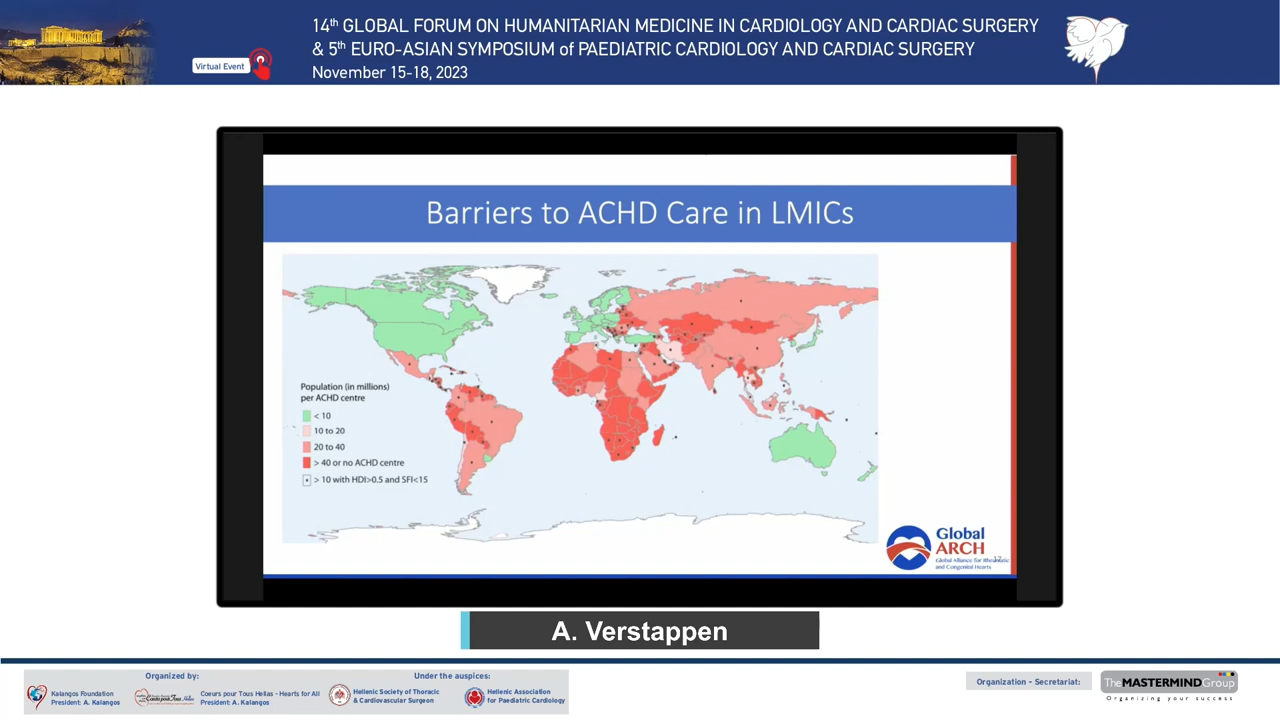 14th GLOBAL FORUM ON HUMANITARIAN MEDICINE IN CARDIOLOGY AND CARDIAC SURGERY
& 5th EURO-ASIAN SYMPOSIUM of PAEDIATRIC CARDIOLOGY AND CARDIAC SURGERY
November 15-18, 2023
Virtual Event
Barriers to ACHD Care in LMICs
Population (in millions)
per ACHD centre
< 10
10 to 20
20 to 40
> 40 or no ACHD centre
> 10 with HDI>0.5 and SFI<15
Global
ARCH
Global Alliance for Rheumatic
and Congenital Hearts
17
A. Verstappen
Organized by:
Kalangos Foundation
President: A. Kalangos
Coeurs pour Tous Hellas - Hearts for All
President: A. Kalangos
Under the auspices:
Hellenic Society of Thoracic
& Cardiovascular Surgeon
Hellenic Association
for Paediatric Cardiology
Organization - Secretariat:
The MASTERMIND Group
Organizing your success